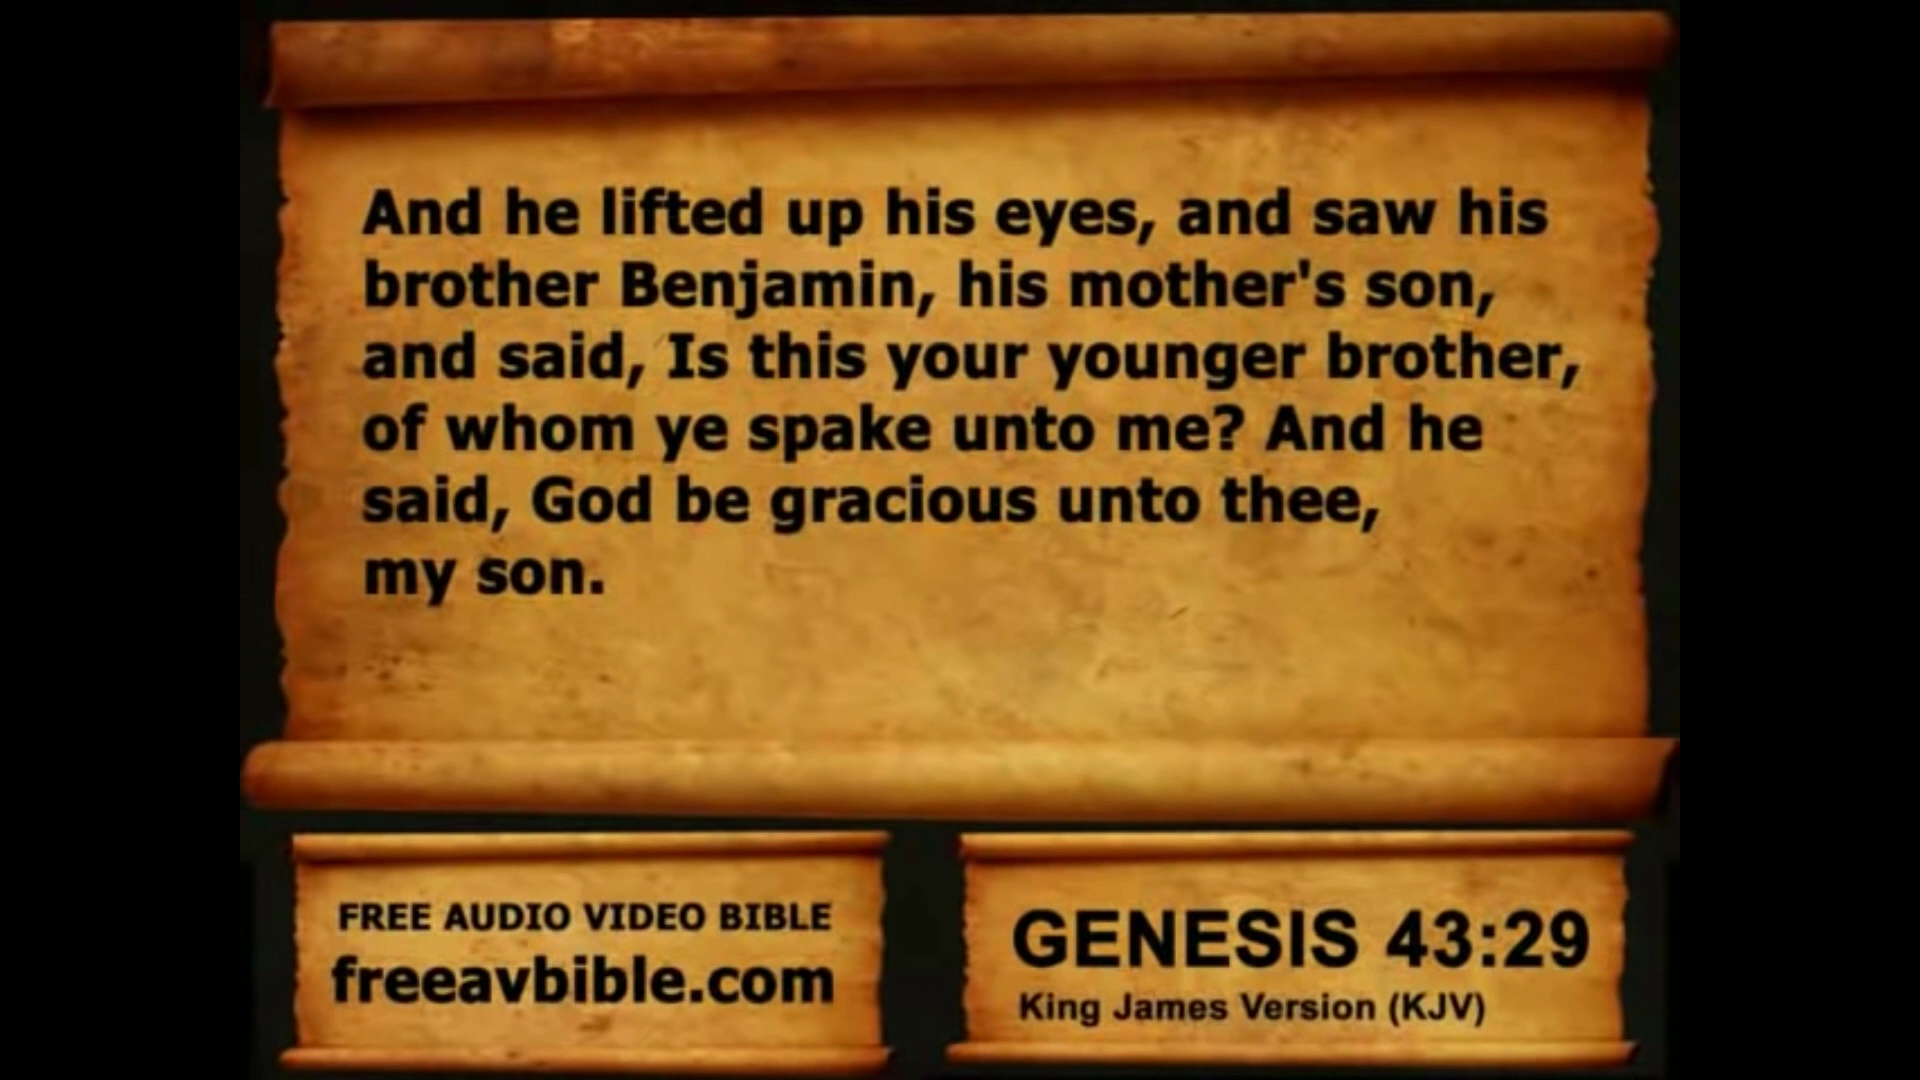 And he lifted up his eyes, and saw his
brother Benjamin, his mother's son,
and said, Is this your younger brother,
of whom ye spake unto me? And he
said, God be gracious unto thee,
my son.
FREE AUDIO VIDEO BIBLE
freeavbible.com
GENESIS 43:29
King James Version (KJV)